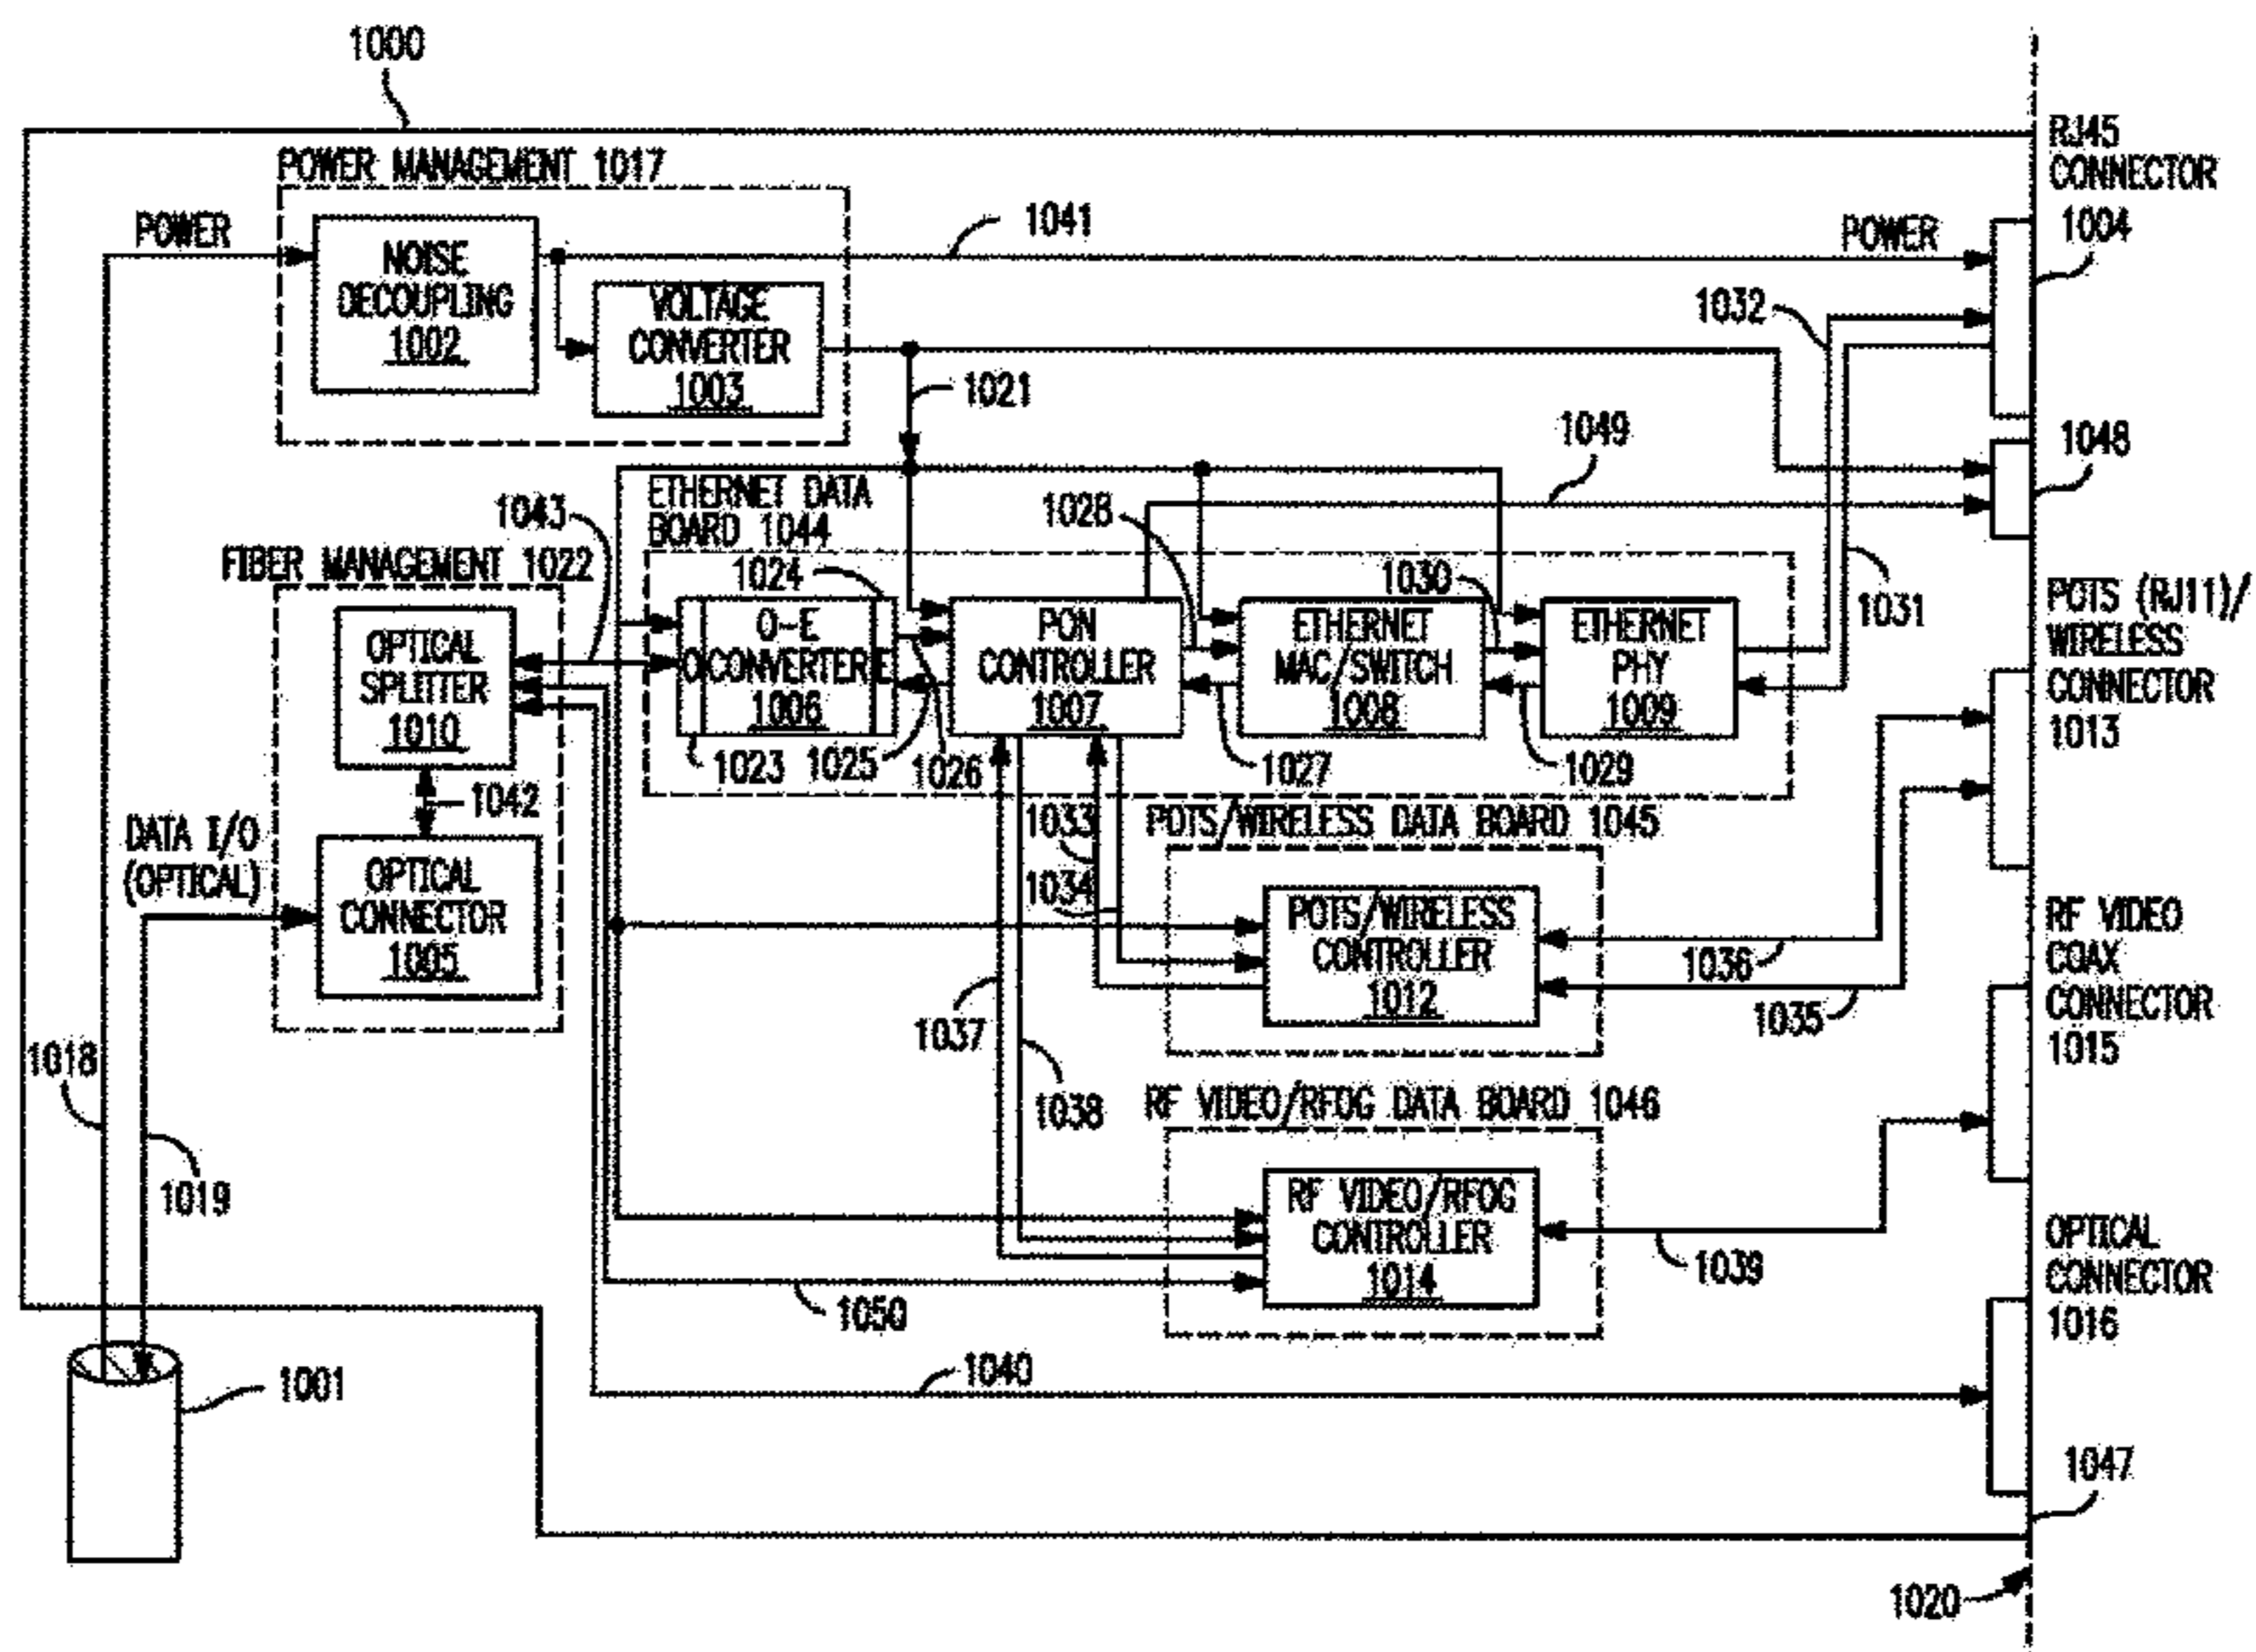 1000
POWER MANAGEMENT 1017
POWER
NOISE
DECOUPLING
1002
VOLTAGE
CONVERTER
1003
1041
POWER
RJ45
CONNECTOR
1004
1032
1021
1049
1048
ETHERNET DATA
BOARD 1044
1043
1028
1024
1030
1031
FIBER MANAGEMENT 1022
OPTICAL
SPLITTER
1010
O
O-E
CONVERTER
1006
E
PON
CONTROLLER
1007
ETHERNET
MAC/SWITCH
1008
ETHERNET
PHY
1009
POTS (RJ11)/
WIRELESS
CONNECTOR
1013
1023
1025
1026
1027
1029
1042
DATA I/O
(OPTICAL)
OPTICAL
CONNECTOR
1005
1033
1034
POTS/WIRELESS DATA BOARD 1045
POTS/WIRELESS
CONTROLLER
1012
1036
1035
RF VIDEO
COAX
CONNECTOR
1015
1018
1019
1037
1038
RF VIDEO/RFOG DATA BOARD 1046
RF VIDEO/RFOG
CONTROLLER
1014
1039
OPTICAL
CONNECTOR
1016
1050
1040
1001
1047
1020